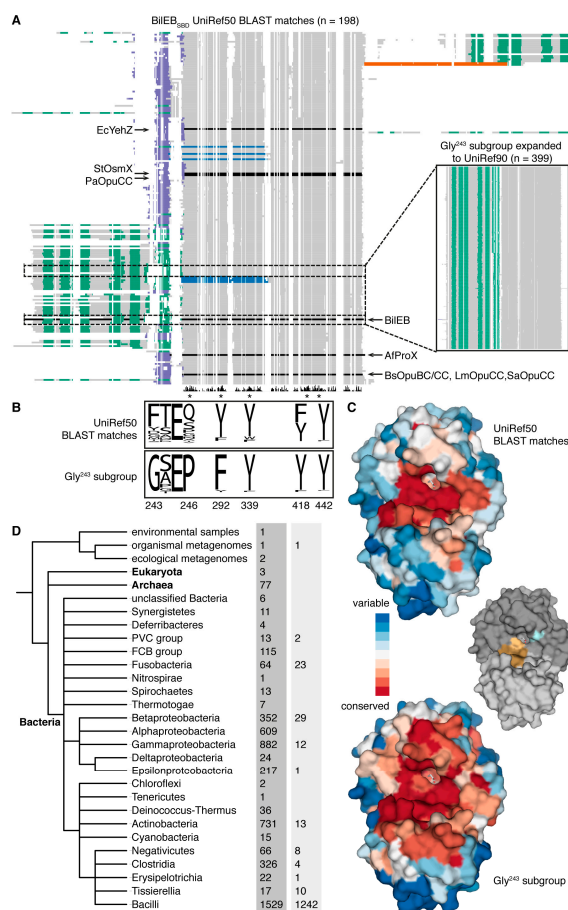 A
BilEB_SBD UniRef50 BLAST matches (n = 198)
EcYehZ
StOsmX
PaOpuCC
Gly²⁴³ subgroup expanded
to UniRef90 (n = 399)
BilEB
AfProX
BsOpuBC/CC, LmOpuCC, SaOpuCC
* * * * *
B
UniRef50
BLAST matches
F T E Q Y Y F Y Y
Gly²⁴³ subgroup
G S A E P F Y Y Y
243 246 292 339 418 442
C
UniRef50
BLAST matches
variable
conserved
Gly²⁴³ subgroup
D
environmental samples 1
organismal metagenomes 1 1
ecological metagenomes 2
Eukaryota 3
Archaea 77
unclassified Bacteria 6
Synergistetes 11
Deferribacteres 4
PVC group 13 2
FCB group 115
Fusobacteria 64 23
Nitrospirae 1
Spirochaetes 13
Thermotogae 7
Bacteria
Betaproteobacteria 352 29
Alphaproteobacteria 609
Gammaproteobacteria 882 12
Deltaproteobacteria 24
Epsilonproteobacteria 217 1
Chloroflexi 2
Tenericutes 1
Deinococcus-Thermus 36
Actinobacteria 731 13
Cyanobacteria 15
Negativicutes 66 8
Clostridia 326 4
Erysipelotrichia 22 1
Tissierellia 17 10
Bacilli 1529 1242